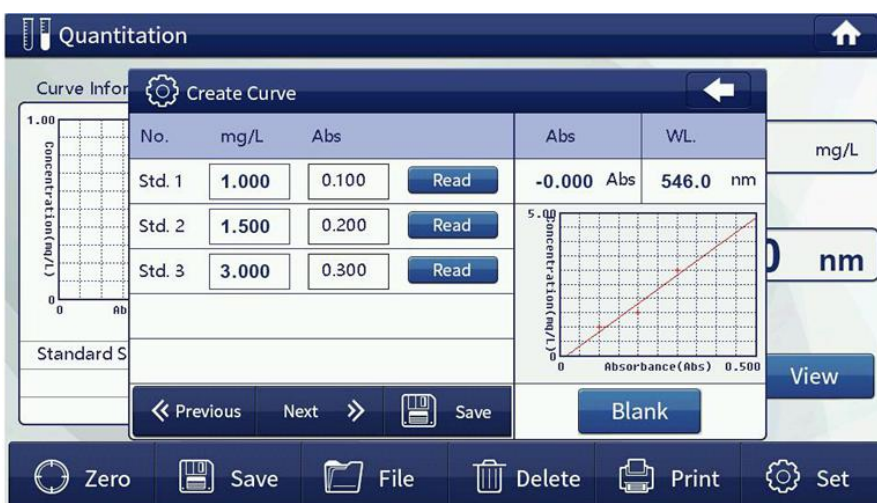 Quantitation
Curve Infor
Create Curve
1.00
Concentration(mg/L)
0
0
Ab
Standard S
No. mg/L Abs
Std. 1 1.000 0.100 Read
Std. 2 1.500 0.200 Read
Std. 3 3.000 0.300 Read
Previous Next Save
Abs WL.
-0.000 Abs 546.0 nm
5.00
Concentration(mg/L)
0
0 Absorbance(Abs) 0.500
Blank
mg/L
0 nm
View
Zero Save File Delete Print Set